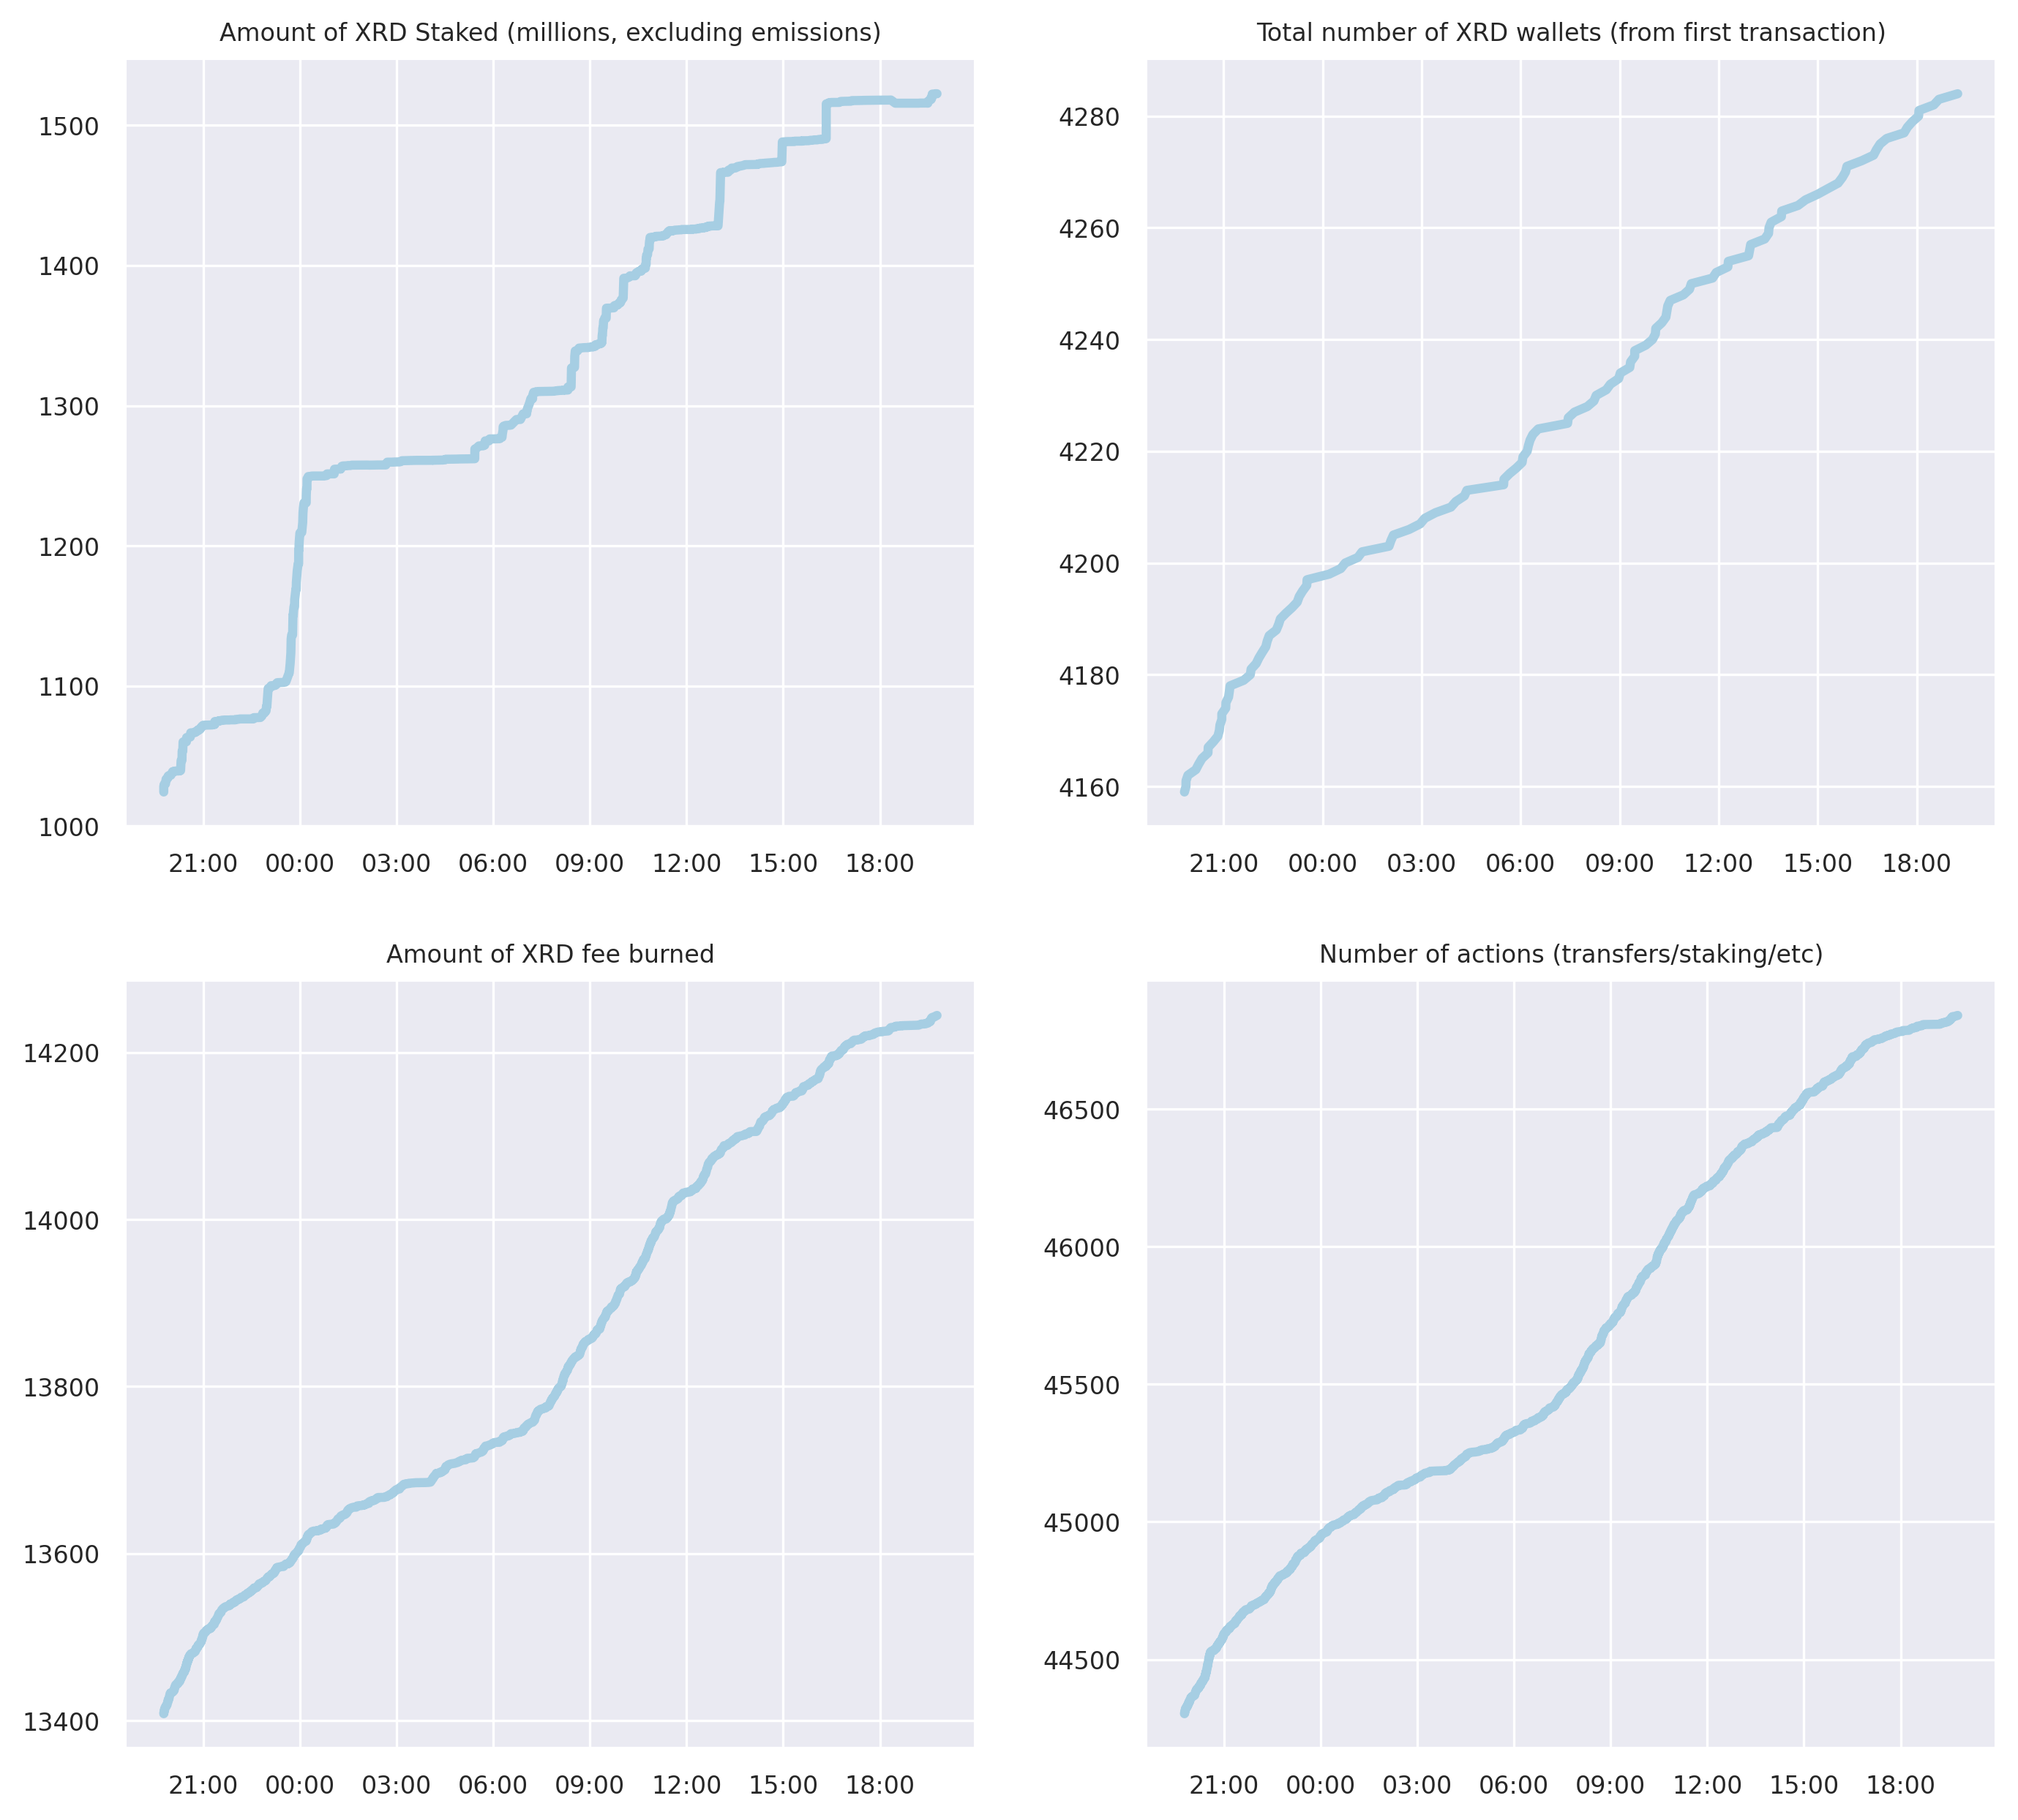 Amount of XRD Staked (millions, excluding emissions)
1500
1400
1300
1200
1100
1000
21:00 00:00 03:00 06:00 09:00 12:00 15:00 18:00
Total number of XRD wallets (from first transaction)
4280
4260
4240
4220
4200
4180
4160
21:00 00:00 03:00 06:00 09:00 12:00 15:00 18:00
Amount of XRD fee burned
14200
14000
13800
13600
13400
21:00 00:00 03:00 06:00 09:00 12:00 15:00 18:00
Number of actions (transfers/staking/etc)
46500
46000
45500
45000
44500
21:00 00:00 03:00 06:00 09:00 12:00 15:00 18:00